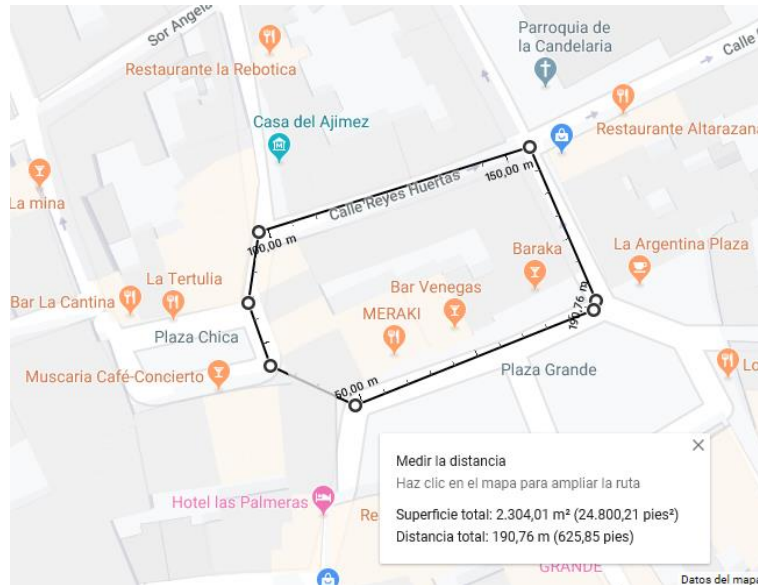 Sor Angela
Parroquia de
la Candelaria
Calle
Restaurante la Rebotica
Casa del Ajimez
Restaurante Altarazana
150,00 m
Calle Reyes Huertas
La mina
100,00 m
Baraka
La Argentina Plaza
La Tertulia
Bar La Cantina
Bar Venegas
MERAKI
190,76 m
Plaza Chica
Muscaria Café-Concierto
50,00 m
Plaza Grande
Lo
Medir la distancia
Haz clic en el mapa para ampliar la ruta
Superficie total: 2.304,01 m² (24.800,21 pies²)
Distancia total: 190,76 m (625,85 pies)
Hotel las Palmeras
Re
GRANDE
Datos del mapa